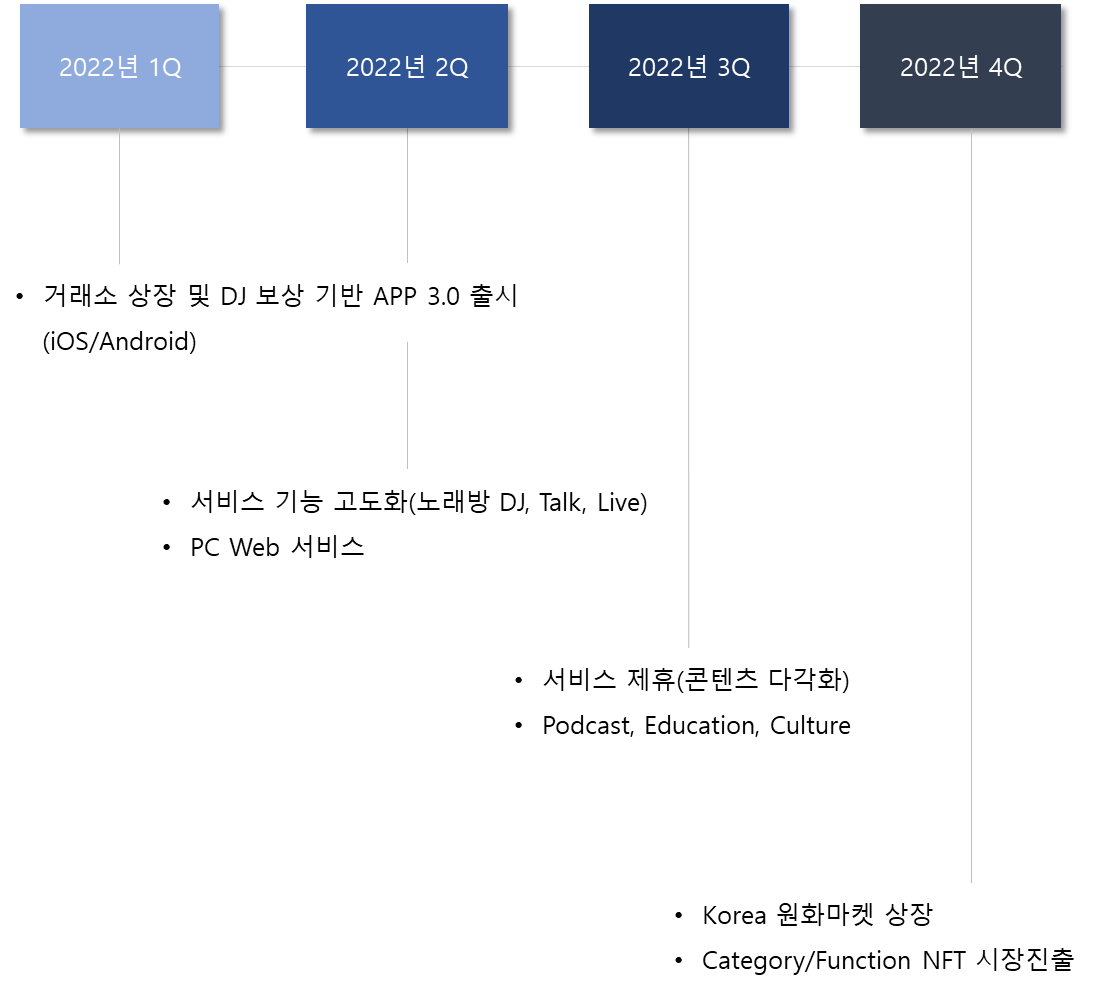 2022년 1Q
2022년 2Q
2022년 3Q
2022년 4Q
• 거래소 상장 및 DJ 보상 기반 APP 3.0 출시
(iOS/Android)
• 서비스 기능 고도화(노래방 DJ, Talk, Live)
• PC Web 서비스
• 서비스 제휴(콘텐츠 다각화)
• Podcast, Education, Culture
• Korea 원화마켓 상장
• Category/Function NFT 시장진출